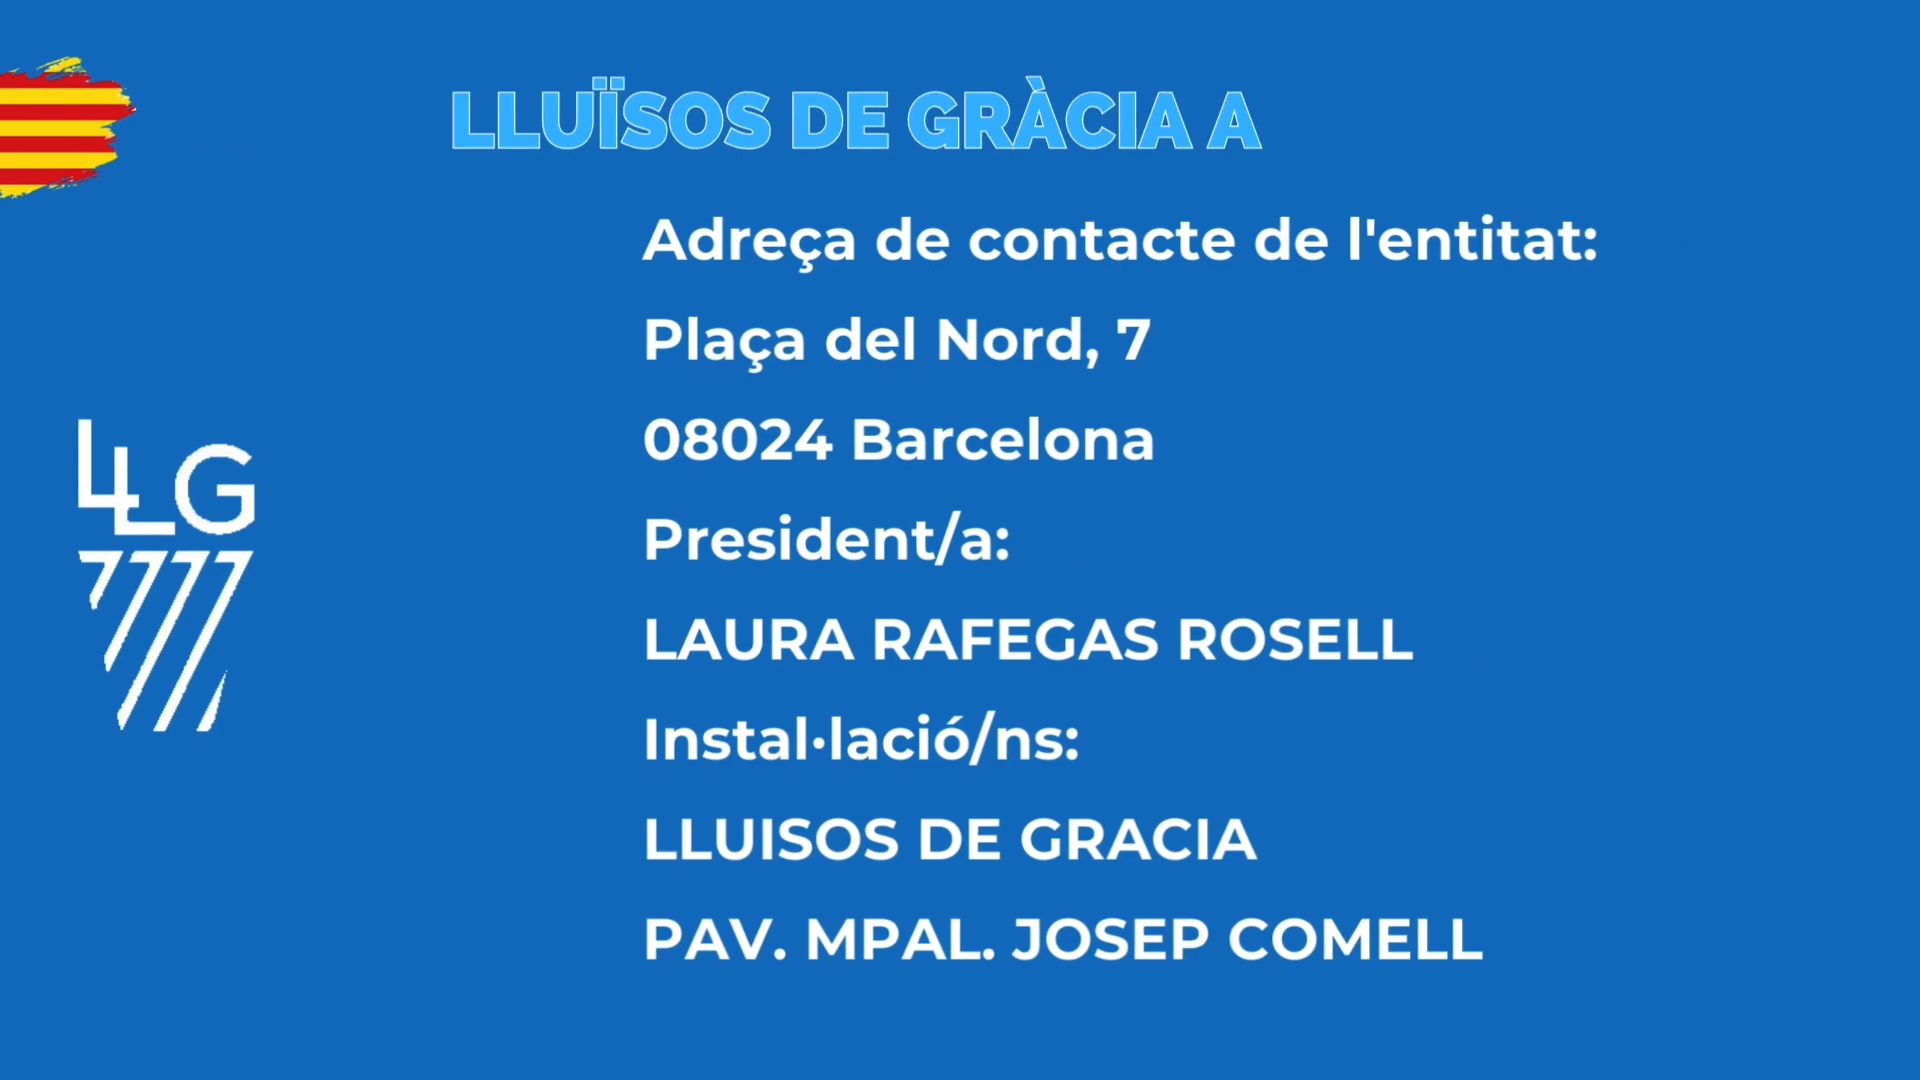 LLUÏSOS DE GRÀCIA A
Adreça de contacte de l'entitat:
Plaça del Nord, 7
08024 Barcelona
LLG
President/a:
LAURA RAFEGAS ROSELL
Instal·lació/ns:
LLUISOS DE GRACIA
PAV. MPAL. JOSEP COMELL